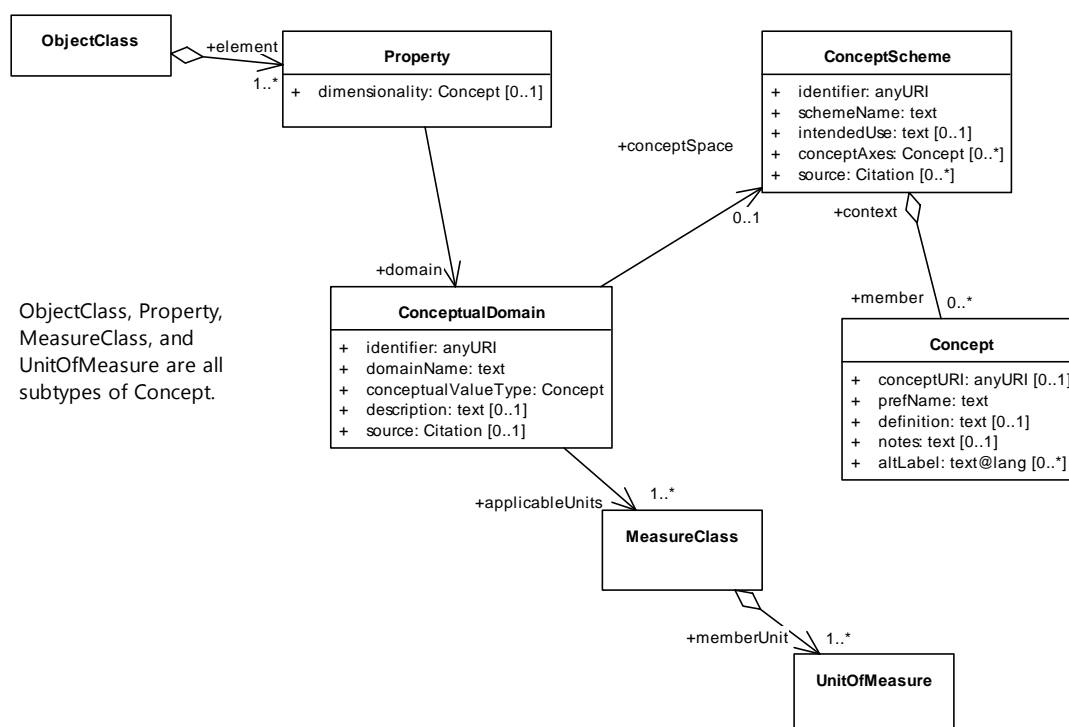 ObjectClass
+element
1..*
Property
+ dimensionality: Concept [0..1]
ConceptScheme
+ identifier: anyURI
+ schemeName: text
+ intendedUse: text [0..1]
+ conceptAxes: Concept [0..*]
+ source: Citation [0..*]
+conceptSpace
0..1
+context
+domain
ConceptualDomain
+ identifier: anyURI
+ domainName: text
+ conceptualValueType: Concept
+ description: text [0..1]
+ source: Citation [0..1]
ObjectClass, Property,
MeasureClass, and
UnitOfMeasure are all
subtypes of Concept.
+member
0..*
Concept
+ conceptURI: anyURI [0..1]
+ prefName: text
+ definition: text [0..1]
+ notes: text [0..1]
+ altLabel: text@lang [0..*]
+applicableUnits
1..*
MeasureClass
+memberUnit
1..*
UnitOfMeasure